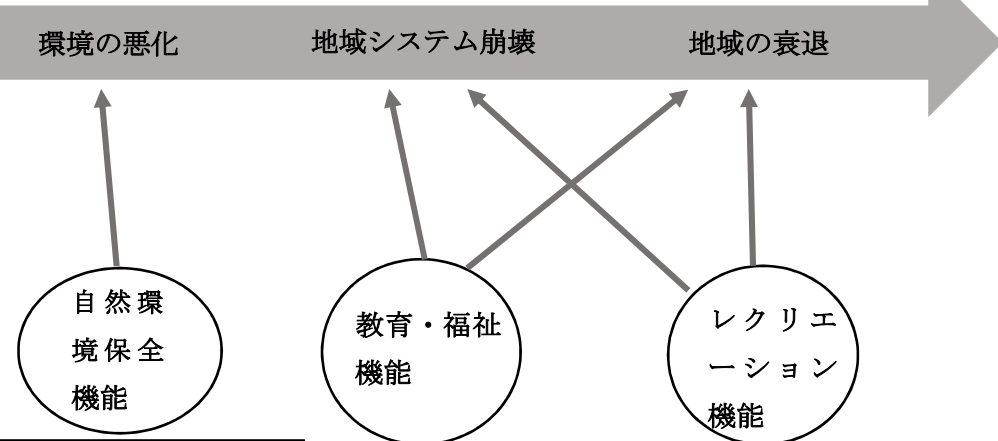 環境の悪化
地域システム崩壊
地域の衰退
自然環
境保全
機能
教育・福祉
機能
レクリエ
ーション
機能